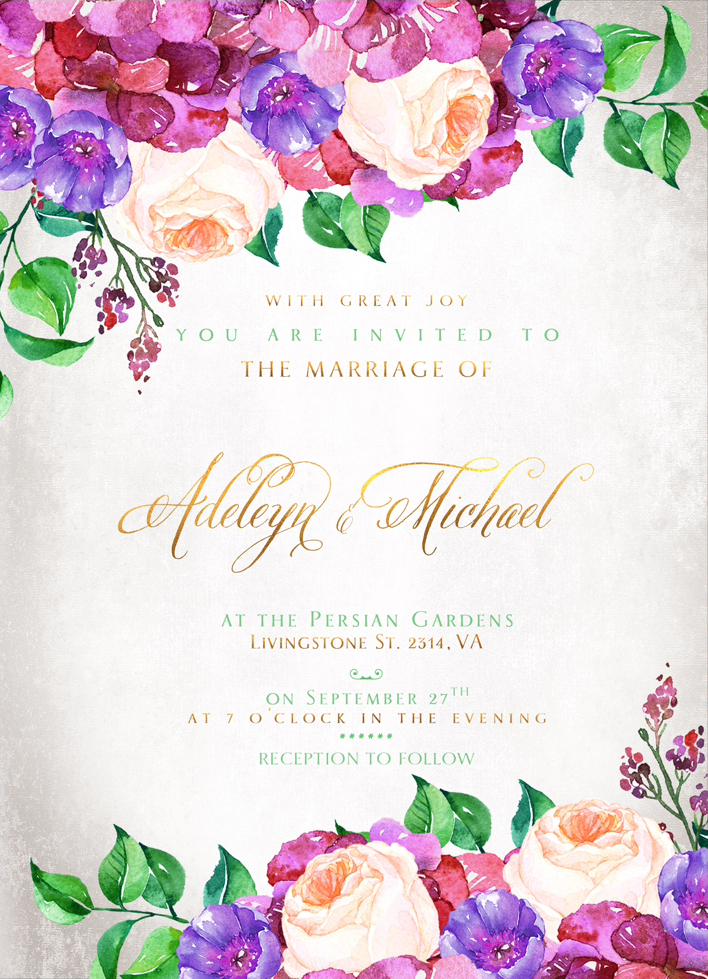 WITH GREAT JOY
YOU ARE INVITED TO
THE MARRIAGE OF
Adeleyn & Michael
AT THE PERSIAN GARDENS
LIVINGSTONE ST. 2314, VA
ON SEPTEMBER 27TH
AT 7 O'CLOCK IN THE EVENING
******
RECEPTION TO FOLLOW